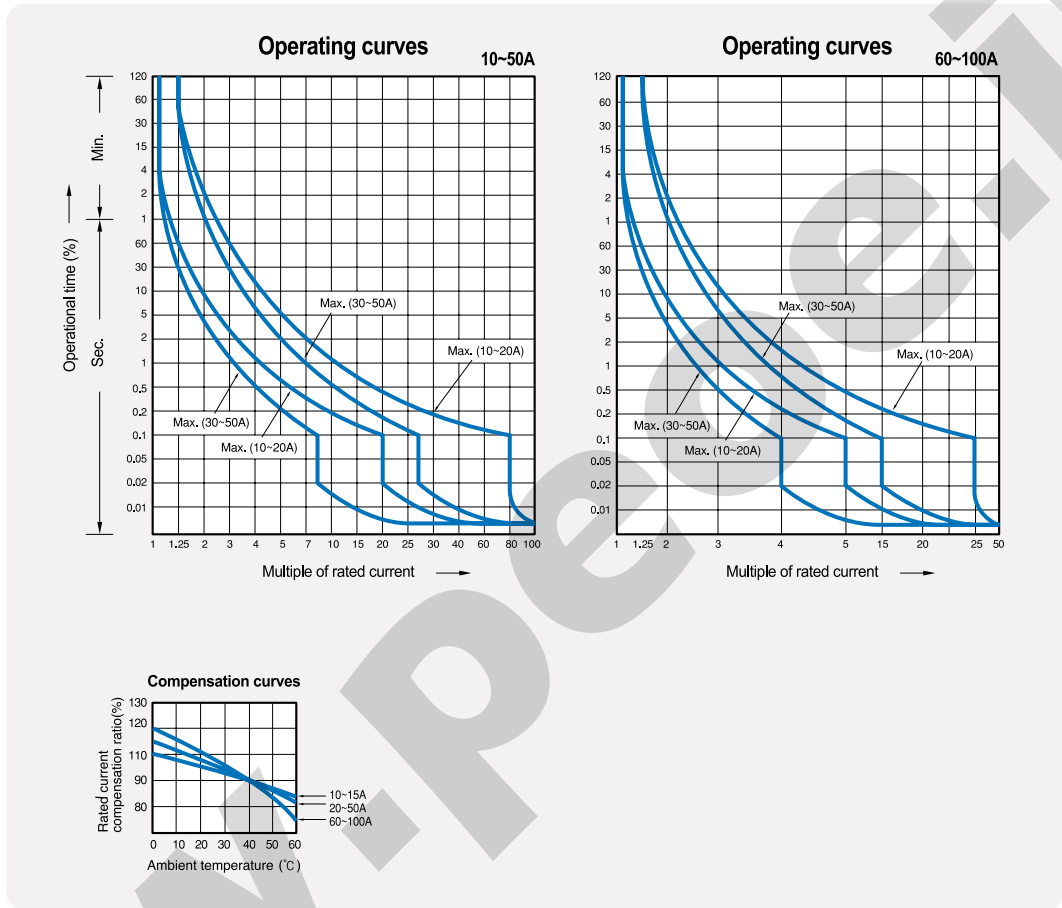 Operating curves
10~50A
Operational time (%)
Min.
Sec.
120
60
30
15
4
2
1
60
30
10
5
2
1
0.5
0.2
0.1
0.05
0.02
0.01
Max. (30~50A)
Max. (10~20A)
Max. (30~50A)
Max. (10~20A)
1 1.25 2 3 4 5 7 10 15 20 25 30 40 60 80 100
Multiple of rated current
Operating curves
60~100A
120
60
30
15
4
2
1
60
30
10
5
2
1
0.5
0.2
0.1
0.05
0.02
0.01
Max. (30~50A)
Max. (10~20A)
Max. (30~50A)
Max. (10~20A)
1 1.25 2 3 4 5 15 20 25 50
Multiple of rated current
Compensation curves
Rated current
compensation ratio(%)
130
120
110
90
80
10~15A
20~50A
60~100A
0 10 20 30 40 50 60
Ambient temperature (℃)
.peoe.i